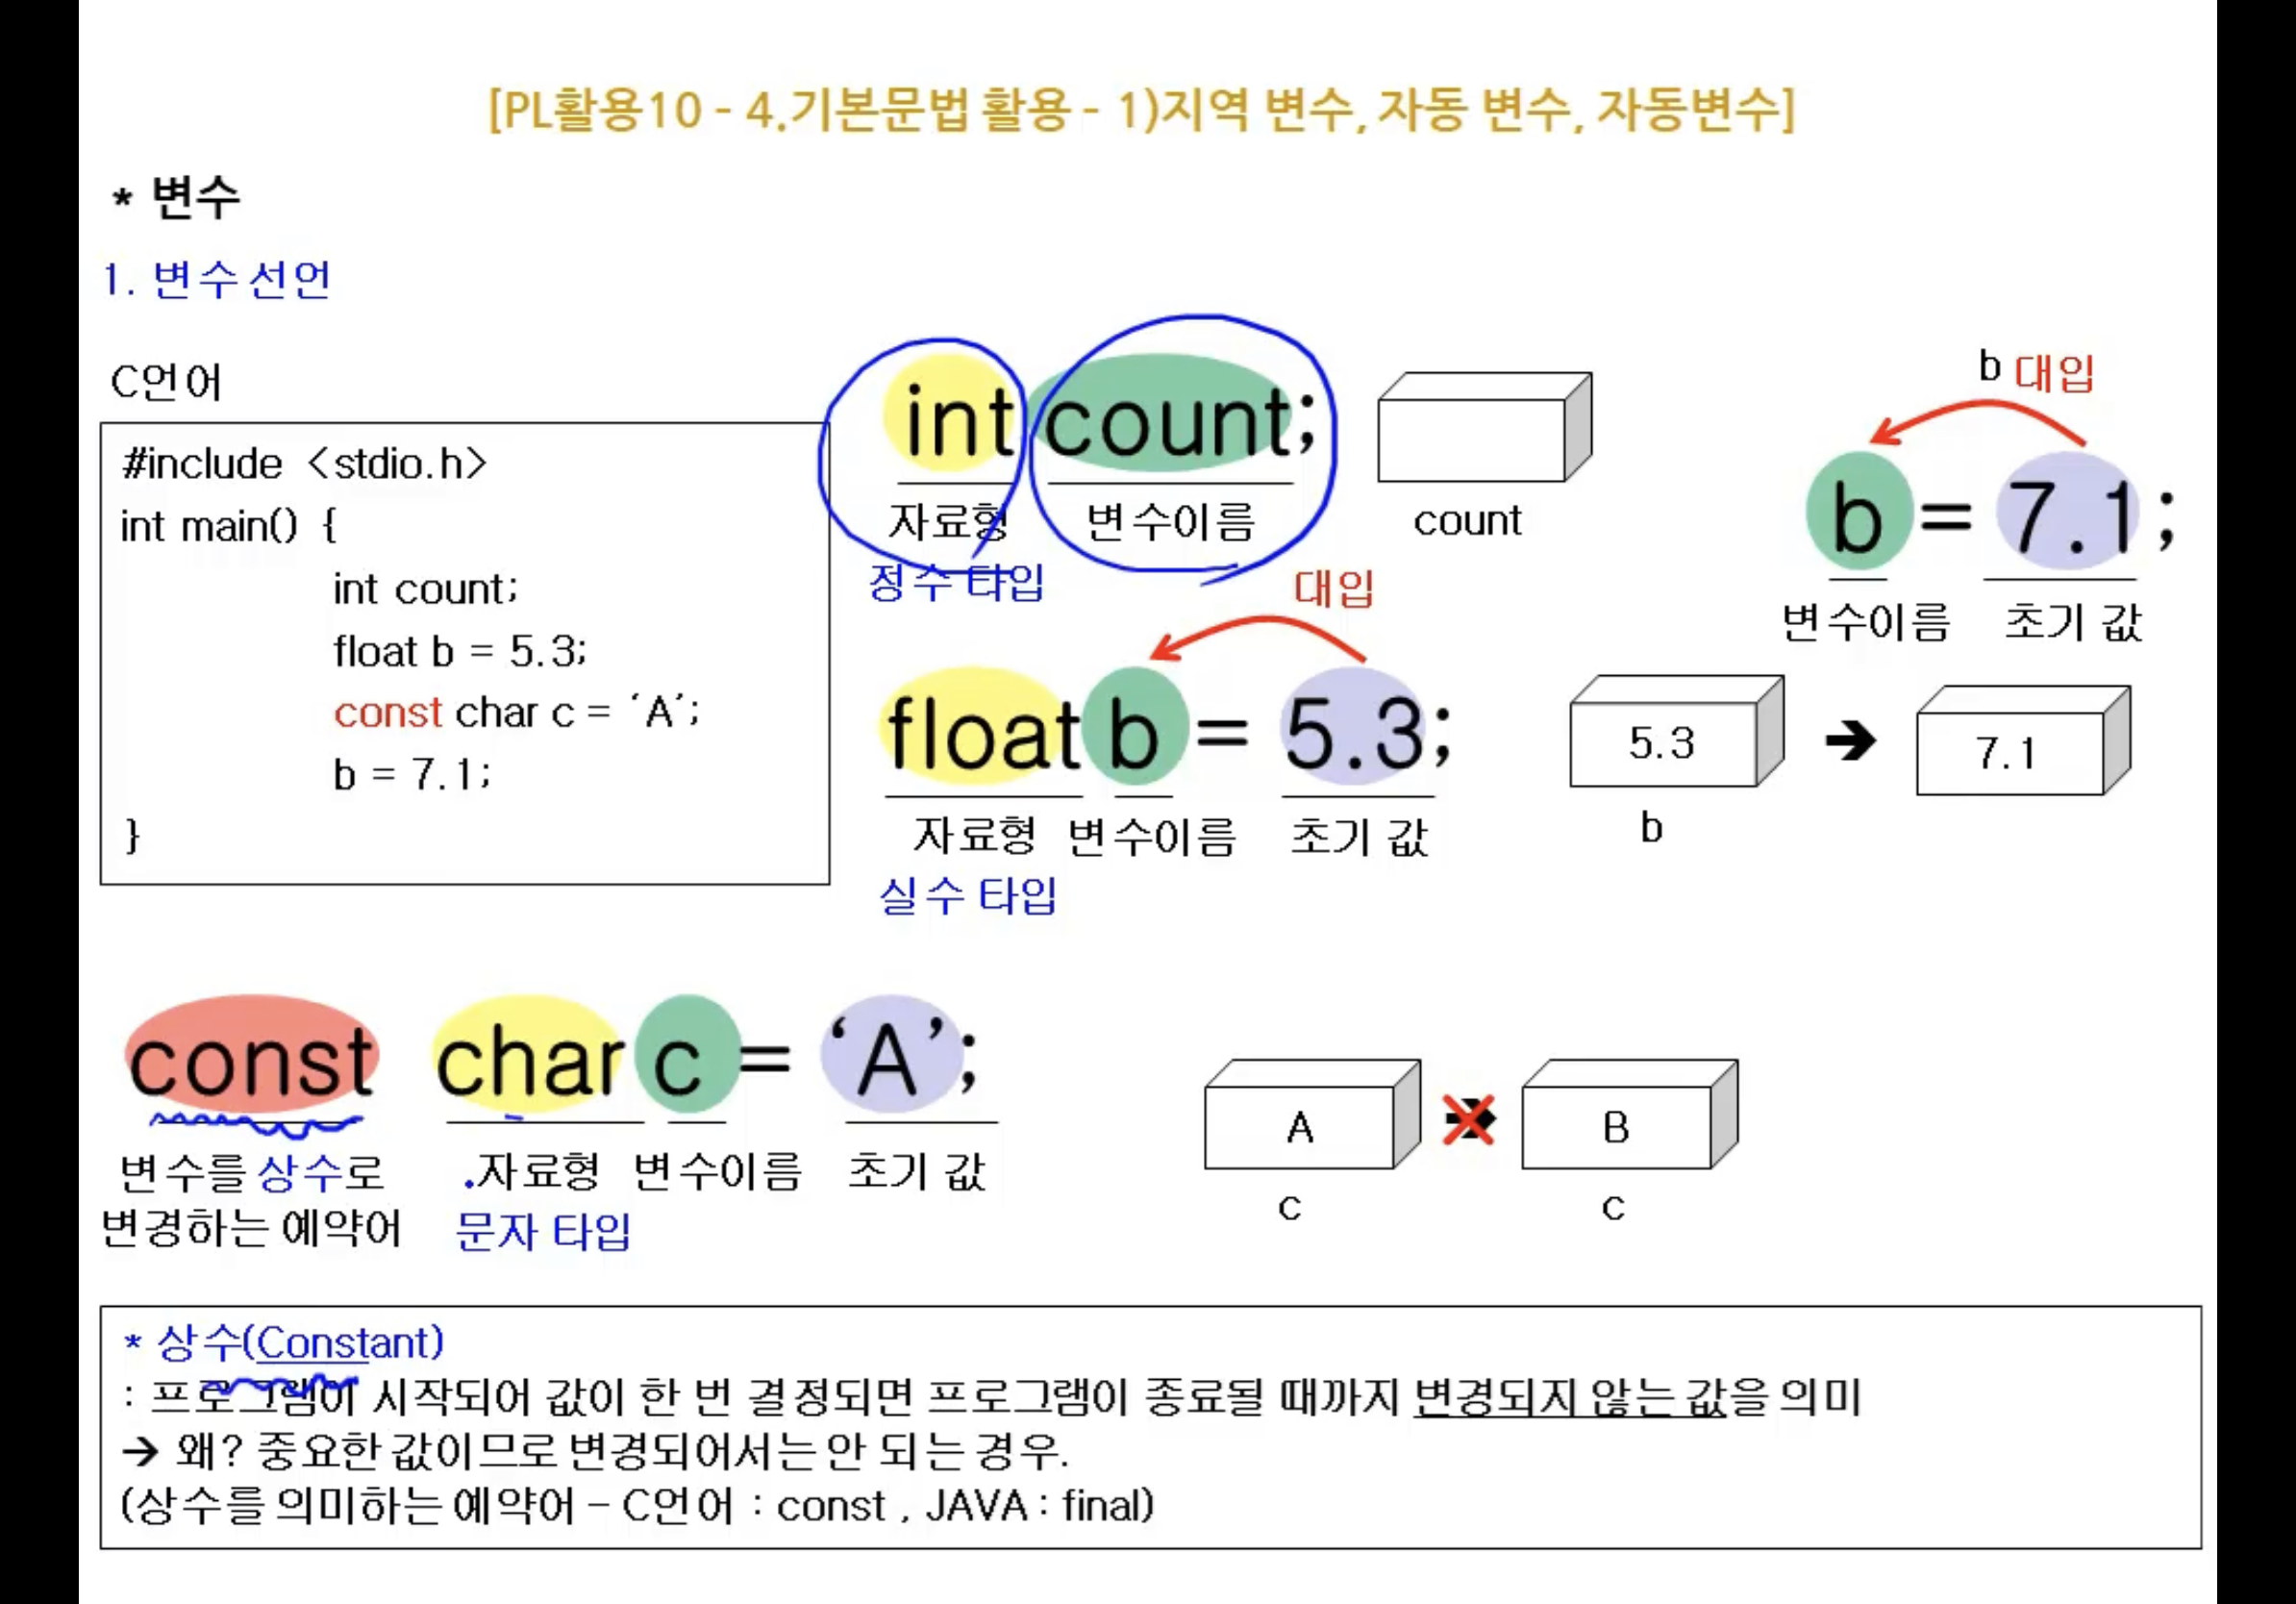 [PL활용10 - 4.기본문법 활용 - 1)지역 변수, 자동 변수, 자동변수]
* 변수
1. 변수 선언
C언어
#include <stdio.h>
int main() {
int count;
float b = 5.3;
const char c = ‘A’;
b = 7.1;
}
int count;
자료형 변수이름
정수 타입
count
b 대입
b = 7.1;
변수이름 초기 값
대입
float b = 5.3;
자료형 변수이름 초기 값
실수 타입
5.3 ➔ 7.1
b
const char c = ‘A’;
변수를 상수로
변경하는 예약어
.자료형 변수이름 초기 값
문자 타입
A ➔ B
c c
* 상수(Constant)
: 프로그램이 시작되어 값이 한 번 결정되면 프로그램이 종료될 때까지 변경되지 않는 값을 의미
➔ 왜? 중요한 값이므로 변경되어서는 안 되는 경우.
(상수를 의미하는 예약어 – C언어 : const , JAVA : final)